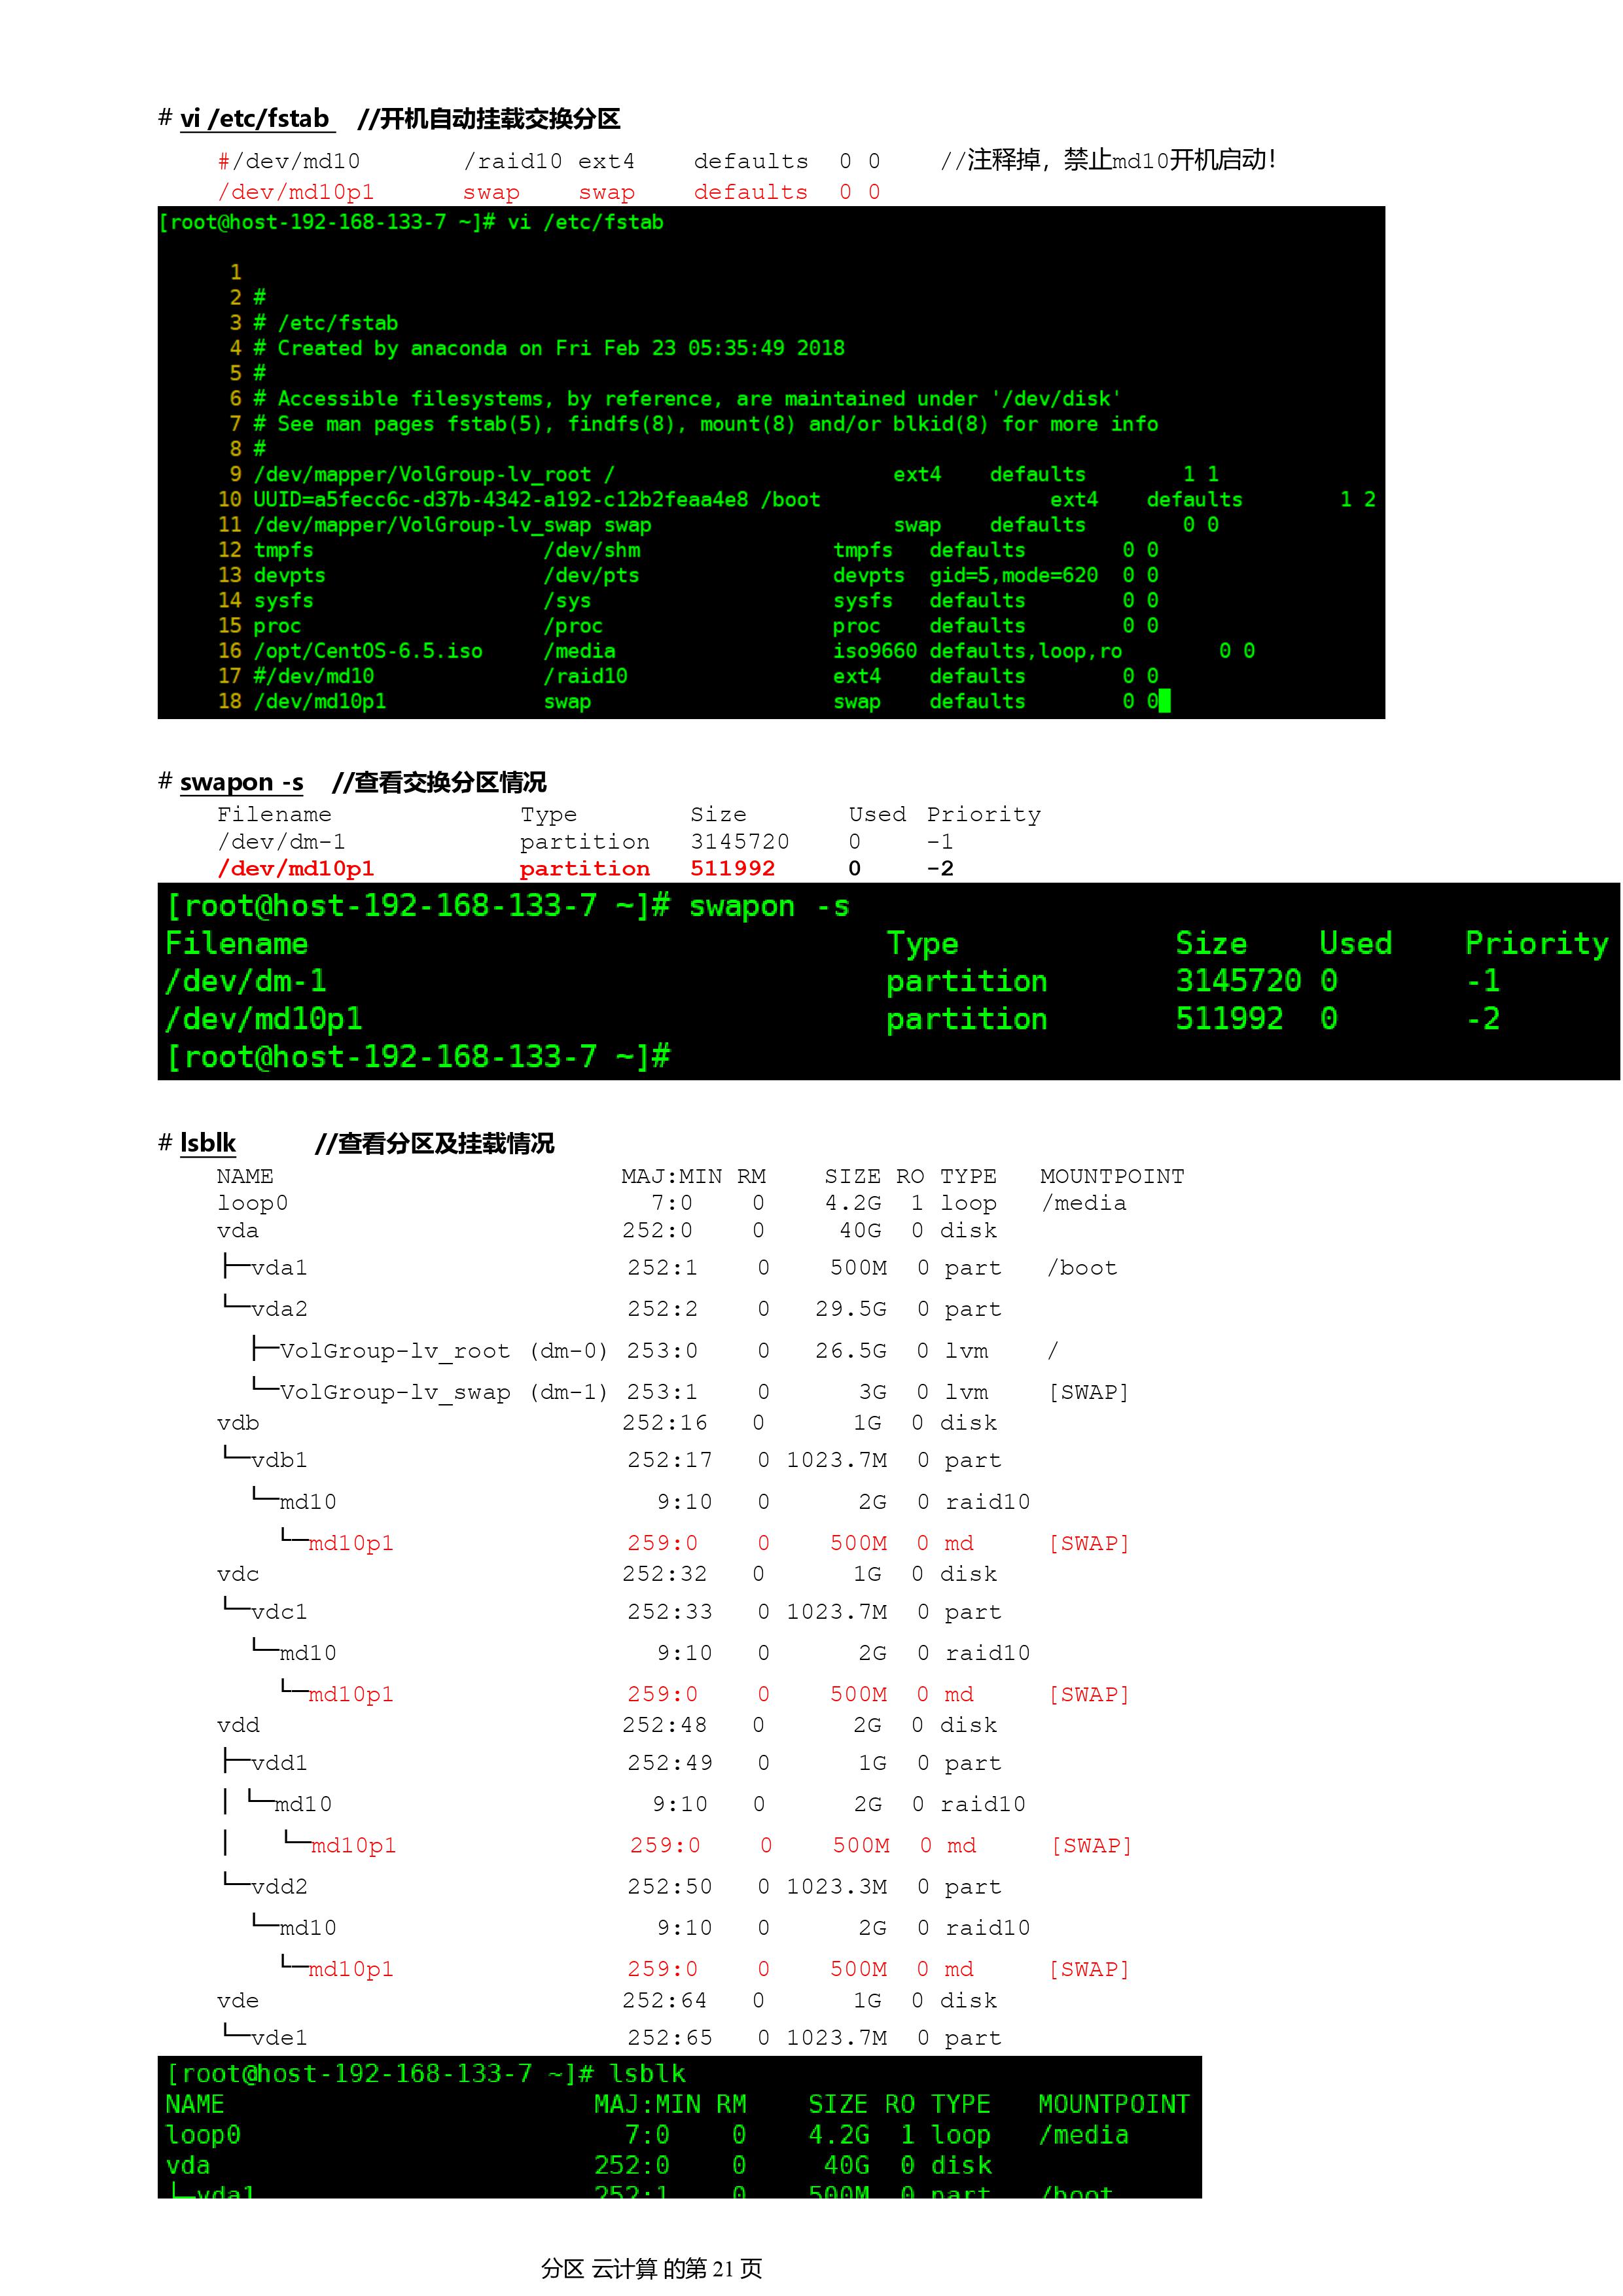 # vi /etc/fstab //开机自动挂载交换分区
#/dev/md10 /raid10 ext4 defaults 0 0 //注释掉，禁止md10开机启动！
/dev/md10p1 swap swap defaults 0 0
[root@host-192-168-133-7 ~]# vi /etc/fstab
1
2 #
3 # /etc/fstab
4 # Created by anaconda on Fri Feb 23 05:35:49 2018
5 #
6 # Accessible filesystems, by reference, are maintained under '/dev/disk'
7 # See man pages fstab(5), findfs(8), mount(8) and/or blkid(8) for more info
8 #
9 /dev/mapper/VolGroup-lv_root / ext4 defaults 1 1
10 UUID=a5fecc6c-d37b-4342-a192-c12b2feaa4e8 /boot ext4 defaults 1 2
11 /dev/mapper/VolGroup-lv_swap swap swap defaults 0 0
12 tmpfs /dev/shm tmpfs defaults 0 0
13 devpts /dev/pts devpts gid=5,mode=620 0 0
14 sysfs /sys sysfs defaults 0 0
15 proc /proc proc defaults 0 0
16 /opt/CentOS-6.5.iso /media iso9660 defaults,loop,ro 0 0
17 #/dev/md10 /raid10 ext4 defaults 0 0
18 /dev/md10p1 swap swap defaults 0 0
# swapon -s //查看交换分区情况
Filename Type Size Used Priority
/dev/dm-1 partition 3145720 0 -1
/dev/md10p1 partition 511992 0 -2
[root@host-192-168-133-7 ~]# swapon -s
Filename Type Size Used Priority
/dev/dm-1 partition 3145720 0 -1
/dev/md10p1 partition 511992 0 -2
[root@host-192-168-133-7 ~]#
# lsblk //查看分区及挂载情况
NAME MAJ:MIN RM SIZE RO TYPE MOUNTPOINT
loop0 7:0 0 4.2G 1 loop /media
vda 252:0 0 40G 0 disk
├─vda1 252:1 0 500M 0 part /boot
└─vda2 252:2 0 29.5G 0 part
├─VolGroup-lv_root (dm-0) 253:0 0 26.5G 0 lvm /
└─VolGroup-lv_swap (dm-1) 253:1 0 3G 0 lvm [SWAP]
vdb 252:16 0 1G 0 disk
└─vdb1 252:17 0 1023.7M 0 part
└─md10 9:10 0 2G 0 raid10
└─md10p1 259:0 0 500M 0 md [SWAP]
vdc 252:32 0 1G 0 disk
└─vdc1 252:33 0 1023.7M 0 part
└─md10 9:10 0 2G 0 raid10
└─md10p1 259:0 0 500M 0 md [SWAP]
vdd 252:48 0 2G 0 disk
├─vdd1 252:49 0 1G 0 part
│ └─md10 9:10 0 2G 0 raid10
│ └─md10p1 259:0 0 500M 0 md [SWAP]
└─vdd2 252:50 0 1023.3M 0 part
└─md10 9:10 0 2G 0 raid10
└─md10p1 259:0 0 500M 0 md [SWAP]
vde 252:64 0 1G 0 disk
└─vde1 252:65 0 1023.7M 0 part
[root@host-192-168-133-7 ~]# lsblk
NAME MAJ:MIN RM SIZE RO TYPE MOUNTPOINT
loop0 7:0 0 4.2G 1 loop /media
vda 252:0 0 40G 0 disk
└─vda1 252:1 0 500M 0 part /boot
分区 云计算 的第 21 页